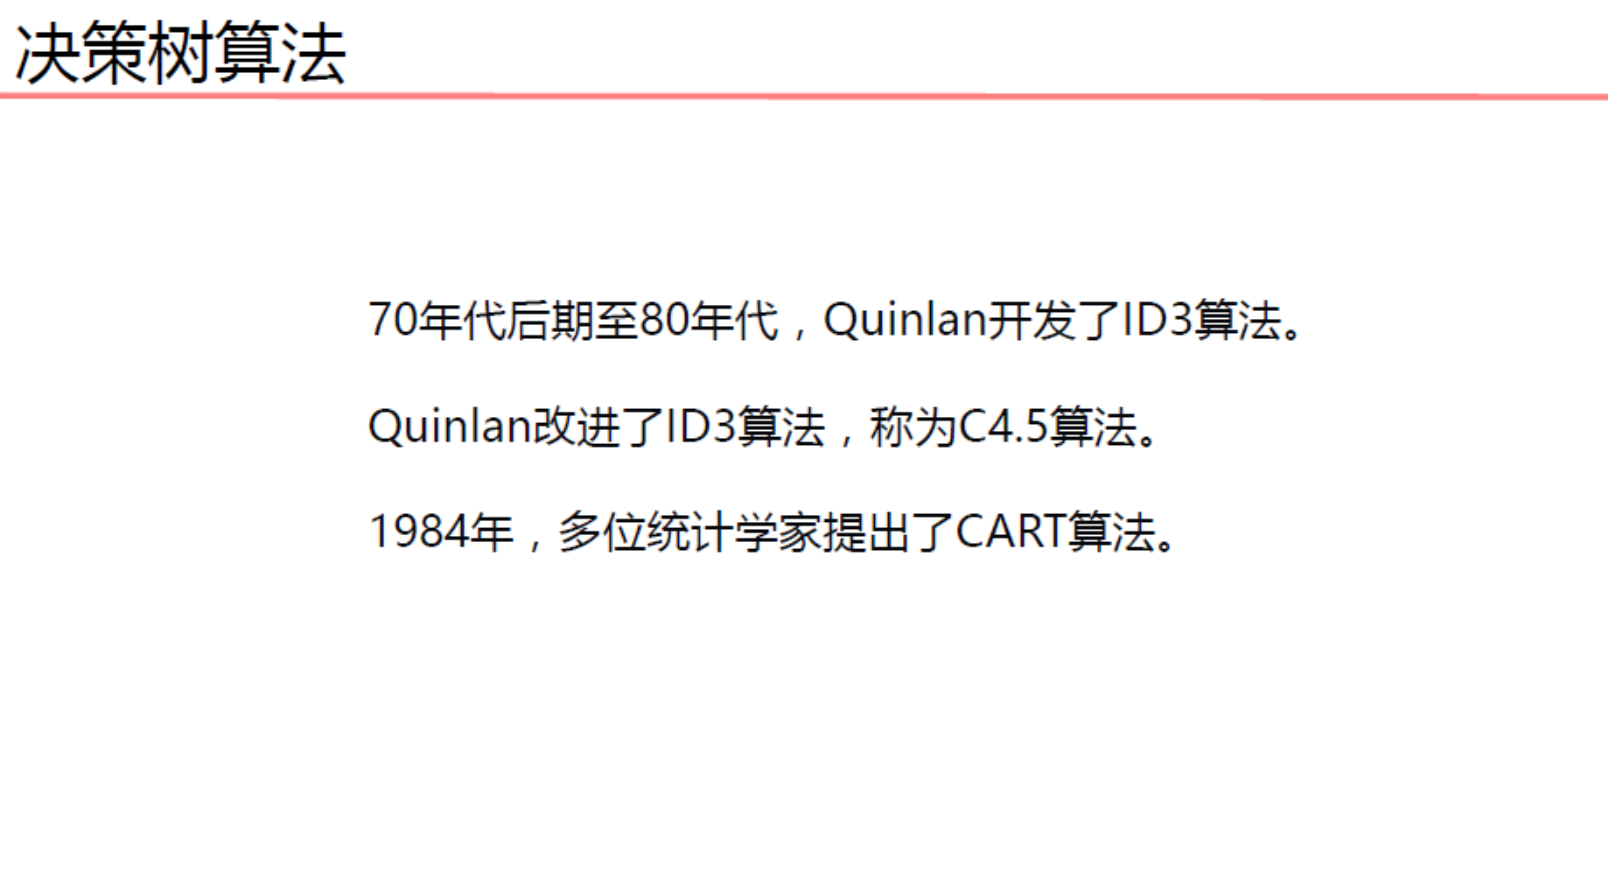 决策树算法
70年代后期至80年代，Quinlan开发了ID3算法。
Quinlan改进了ID3算法，称为C4.5算法。
1984年，多位统计学家提出了CART算法。